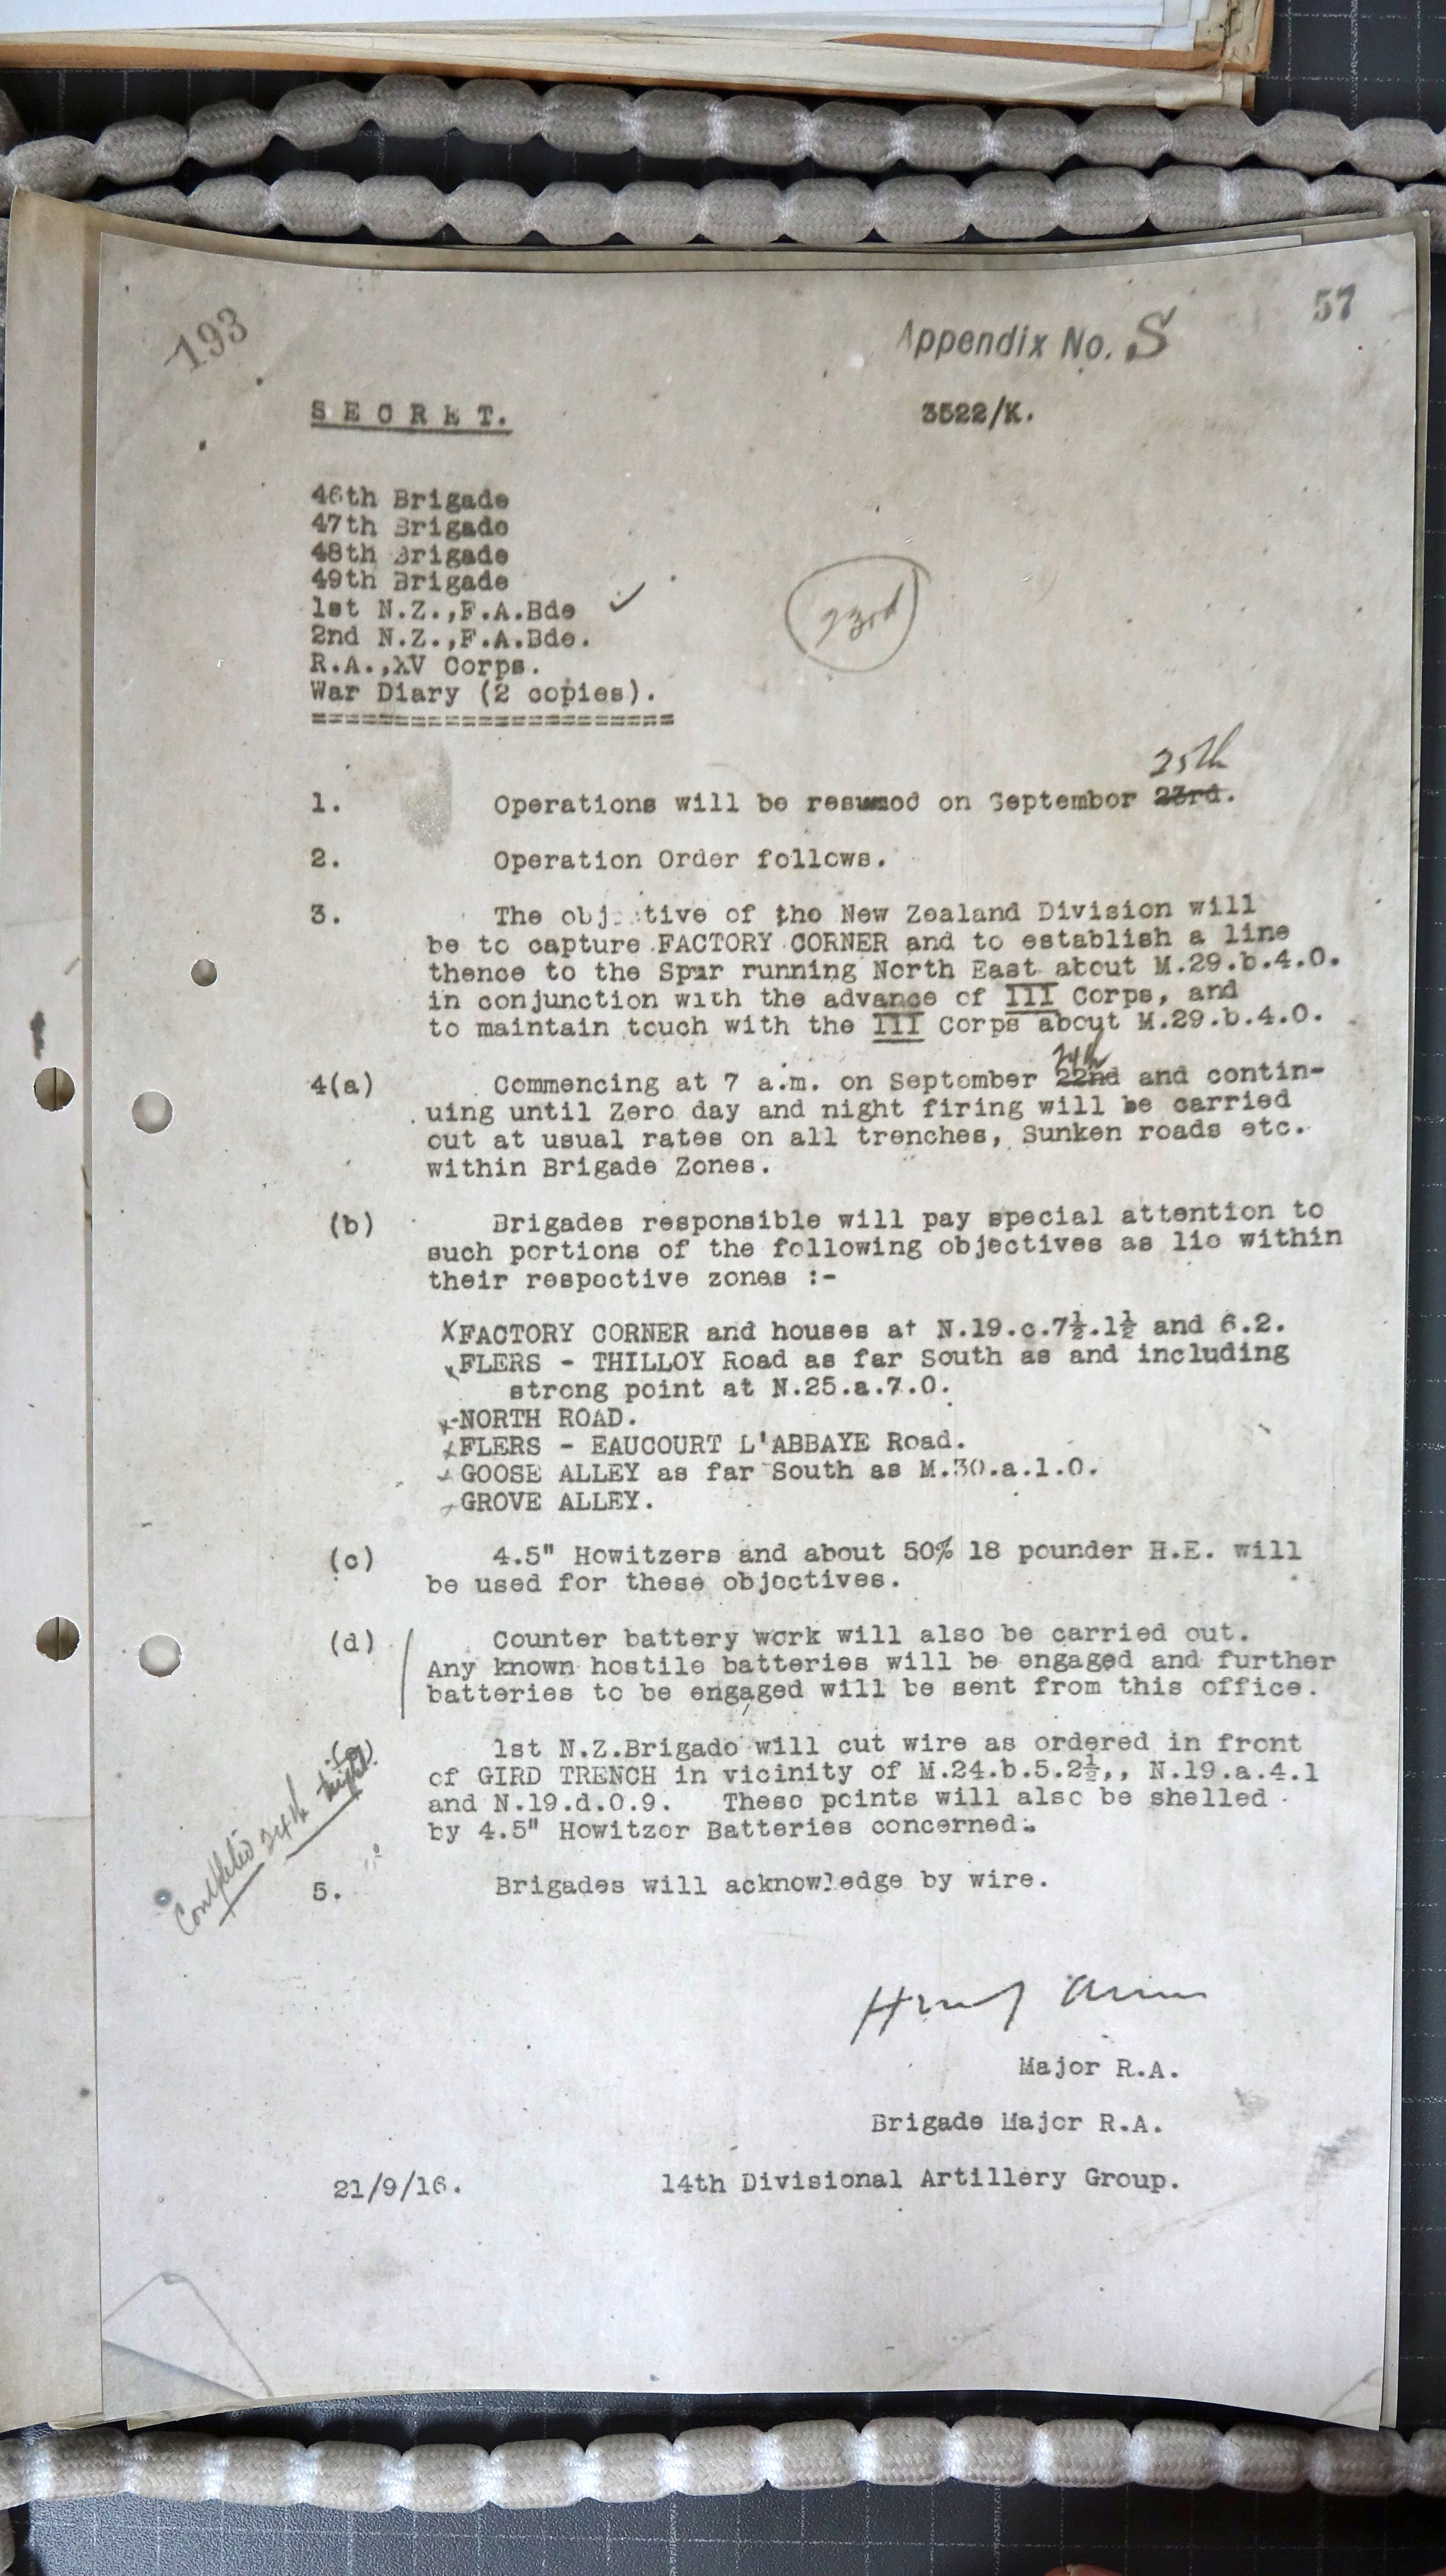 193
57
Appendix No. S
SECRET.
3522/K.
46th Brigade
47th Brigade
48th Brigade
49th Brigade
1st N.Z.,F.A.Bde ✓
2nd N.Z.,F.A.Bde.
23rd
R.A.,XV Corps.
War Diary (2 copies).
=======================
25th
1. Operations will be resumed on September 23rd.
2. Operation Order follows.
3. The objective of the New Zealand Division will
be to capture FACTORY CORNER and to establish a line
thence to the Spur running North East about M.29.b.4.0.
in conjunction with the advance of III Corps, and
to maintain touch with the III Corps about M.29.b.4.0.
24th
4(a) Commencing at 7 a.m. on September 22nd and contin-
uing until Zero day and night firing will be carried
out at usual rates on all trenches, Sunken roads etc.
within Brigade Zones.
(b) Brigades responsible will pay special attention to
such portions of the following objectives as lie within
their respective zones :-
X FACTORY CORNER and houses at N.19.c.7½.1½ and 6.2.
x FLERS - THILLOY Road as far South as and including
strong point at N.25.a.7.0.
x NORTH ROAD.
x FLERS - EAUCOURT L'ABBAYE Road.
x GOOSE ALLEY as far South as M.30.a.1.0.
x GROVE ALLEY.
(c) 4.5" Howitzers and about 50% 18 pounder H.E. will
be used for these objectives.
(d) Counter battery work will also be carried out.
Any known hostile batteries will be engaged and further
batteries to be engaged will be sent from this office.
(e) 1st N.Z.Brigade will cut wire as ordered in front
of GIRD TRENCH in vicinity of M.24.b.5.2½,, N.19.a.4.1
and N.19.d.0.9. These points will also be shelled
by 4.5" Howitzer Batteries concerned.
Completed 24th night
5. Brigades will acknowledge by wire.
Major R.A.
Brigade Major R.A.
21/9/16. 14th Divisional Artillery Group.